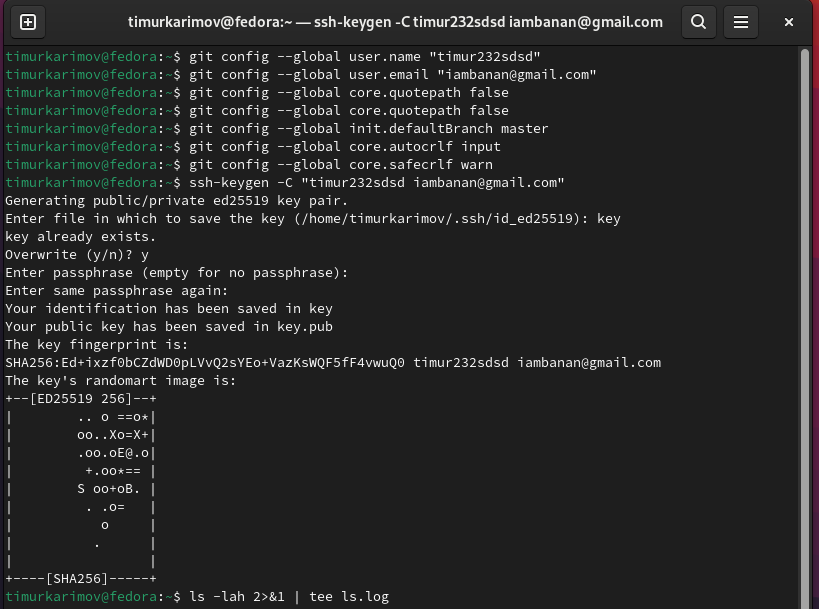 timurkarimov@fedora:~ — ssh-keygen -C timur232sdsd iambanan@gmail.com
timurkarimov@fedora:~$ git config --global user.name "timur232sdsd"
timurkarimov@fedora:~$ git config --global user.email "iambanan@gmail.com"
timurkarimov@fedora:~$ git config --global core.quotepath false
timurkarimov@fedora:~$ git config --global core.quotepath false
timurkarimov@fedora:~$ git config --global init.defaultBranch master
timurkarimov@fedora:~$ git config --global core.autocrlf input
timurkarimov@fedora:~$ git config --global core.safecrlf warn
timurkarimov@fedora:~$ ssh-keygen -C "timur232sdsd iambanan@gmail.com"
Generating public/private ed25519 key pair.
Enter file in which to save the key (/home/timurkarimov/.ssh/id_ed25519): key
key already exists.
Overwrite (y/n)? y
Enter passphrase (empty for no passphrase):
Enter same passphrase again:
Your identification has been saved in key
Your public key has been saved in key.pub
The key fingerprint is:
SHA256:Ed+ixzf0bCZdWD0pLVvQ2sYEo+VazKsWQF5fF4vwuQ0 timur232sdsd iambanan@gmail.com
The key's randomart image is:
+--[ED25519 256]--+
|        .. o ==o*|
|        oo..Xo=X+|
|        .oo.oE@.o|
|         +.oo*== |
|        S oo+oB. |
|         . .o=   |
|           o     |
|          .      |
|                 |
+----[SHA256]-----+
timurkarimov@fedora:~$ ls -lah 2>&1 | tee ls.log